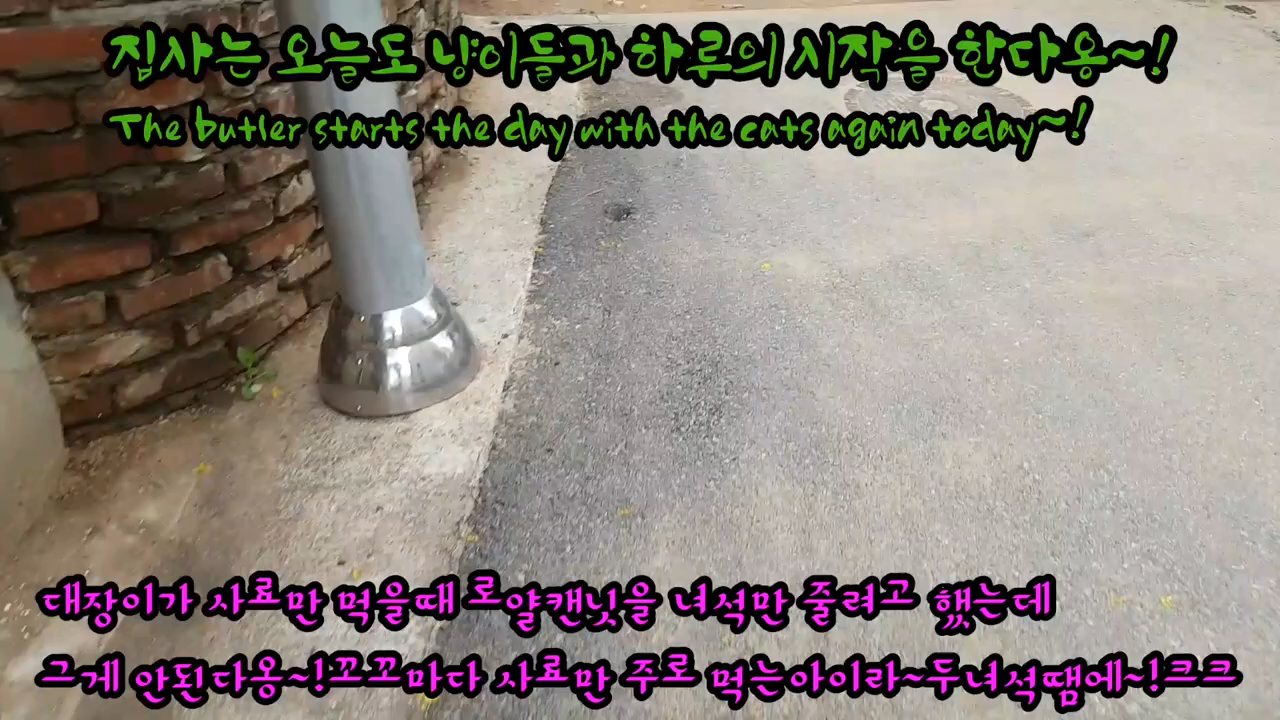 집사는 오늘도 냥이들과 하루의 시작을 한다옹~!
The butler starts the day with the cats again today~!
대장이가 사료만 먹을때 로얄캔닛을 녀석만 줄려고 했는데
그게 안된다옹~!꼬꼬마다 사료만 주로 먹는아이라~두녀석땜에~!크크